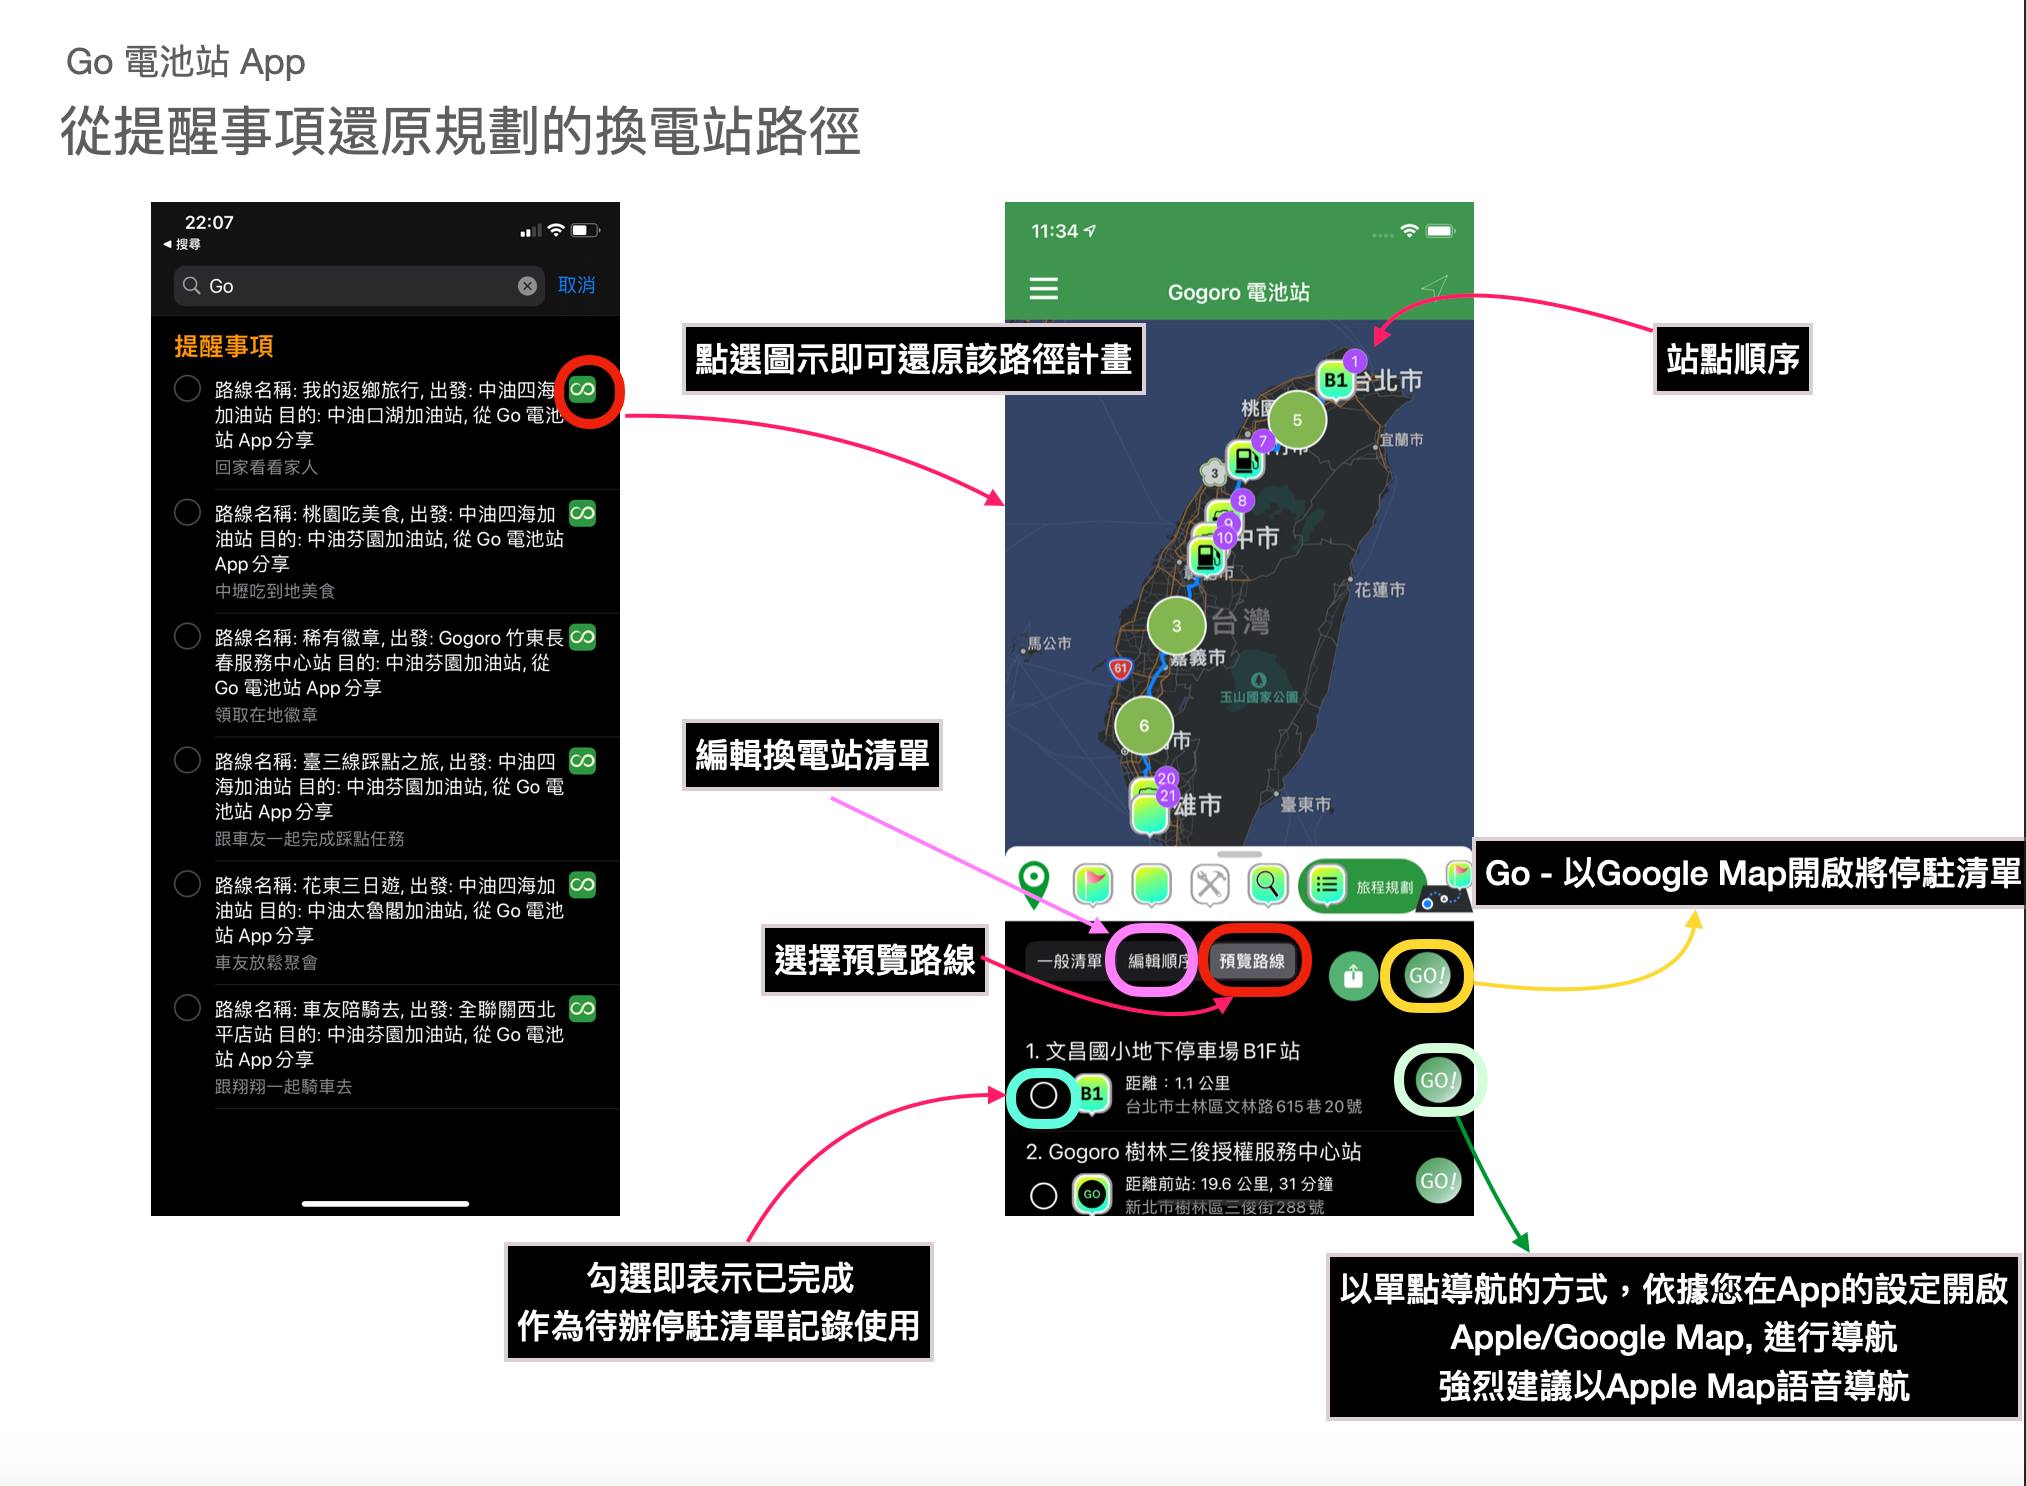 Go 電池站 App
從提醒事項還原規劃的換電站路徑
22:07
搜尋
Go
取消
提醒事項
路線名稱: 我的返鄉旅行, 出發: 中油四海
加油站 目的: 中油口湖加油站, 從 Go 電池
站 App 分享
回家看看家人
路線名稱: 桃園吃美食, 出發: 中油四海加
油站 目的: 中油芬園加油站, 從 Go 電池站
App 分享
中壢吃到地美食
路線名稱: 稀有徽章, 出發: Gogoro 竹東長
春服務中心站 目的: 中油芬園加油站, 從
Go 電池站 App 分享
領取在地徽章
路線名稱: 臺三線踩點之旅, 出發: 中油四
海加油站 目的: 中油芬園加油站, 從 Go 電
池站 App 分享
跟車友一起完成踩點任務
路線名稱: 花東三日遊, 出發: 中油四海加
油站 目的: 中油太魯閣加油站, 從 Go 電池
站 App 分享
車友放鬆聚會
路線名稱: 車友陪騎去, 出發: 全聯關西北
平店站 目的: 中油芬園加油站, 從 Go 電池
站 App 分享
跟翔翔一起騎車去
點選圖示即可還原該路徑計畫
編輯換電站清單
選擇預覽路線
勾選即表示已完成
作為待辦停駐清單記錄使用
11:34
Gogoro 電池站
站點順序
1
B1
台北市
桃園
5
宜蘭市
7
竹市
3
8
9
10
中市
花蓮市
3
台灣
馬公市
嘉義市
61
玉山國家公園
6
市
20
21
雄市
臺東市
旅程規劃
Go - 以Google Map開啟將停駐清單
一般清單
編輯順序
預覽路線
GO!
1. 文昌國小地下停車場 B1F 站
B1
距離：1.1 公里
台北市士林區文林路615巷20號
GO!
2. Gogoro 樹林三俊授權服務中心站
GO
距離前站: 19.6 公里, 31 分鐘
新北市樹林區三俊街288號
GO!
以單點導航的方式，依據您在App的設定開啟
Apple/Google Map, 進行導航
強烈建議以Apple Map語音導航